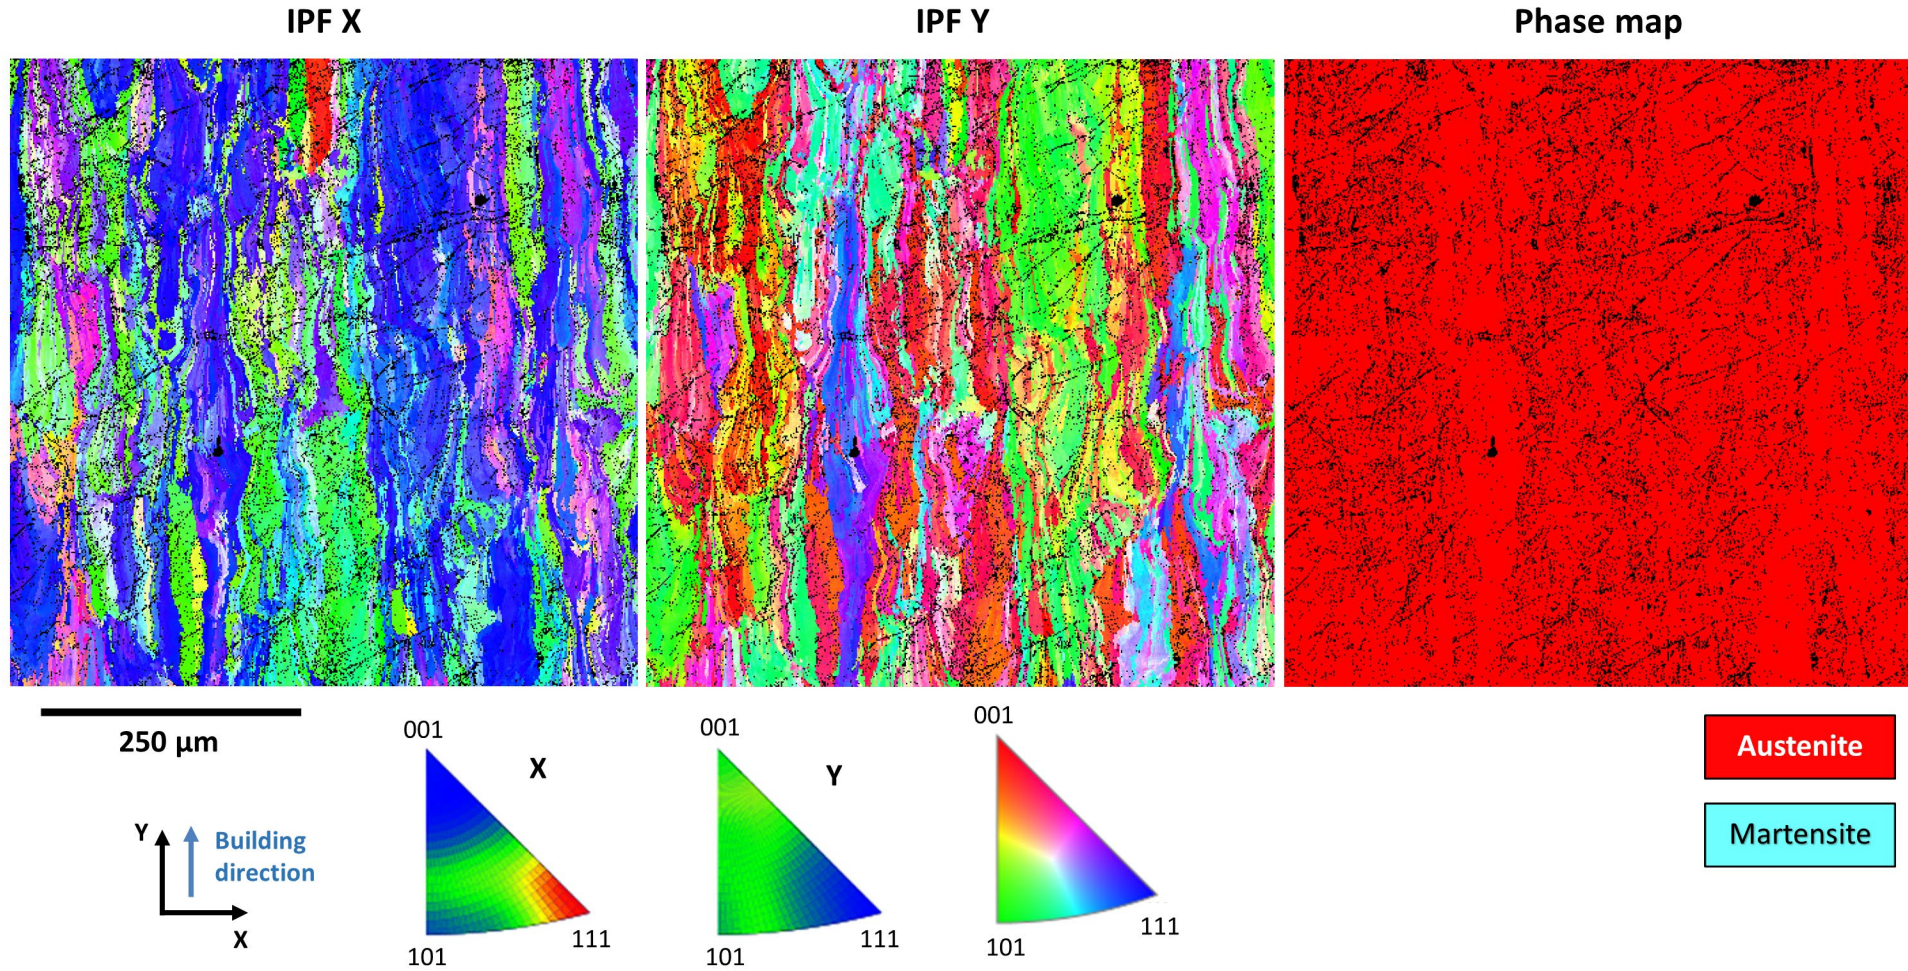 IPF X
IPF Y
Phase map
250 µm
Y
Building
direction
X
001
X
101
111
001
Y
101
111
001
101
111
Austenite
Martensite